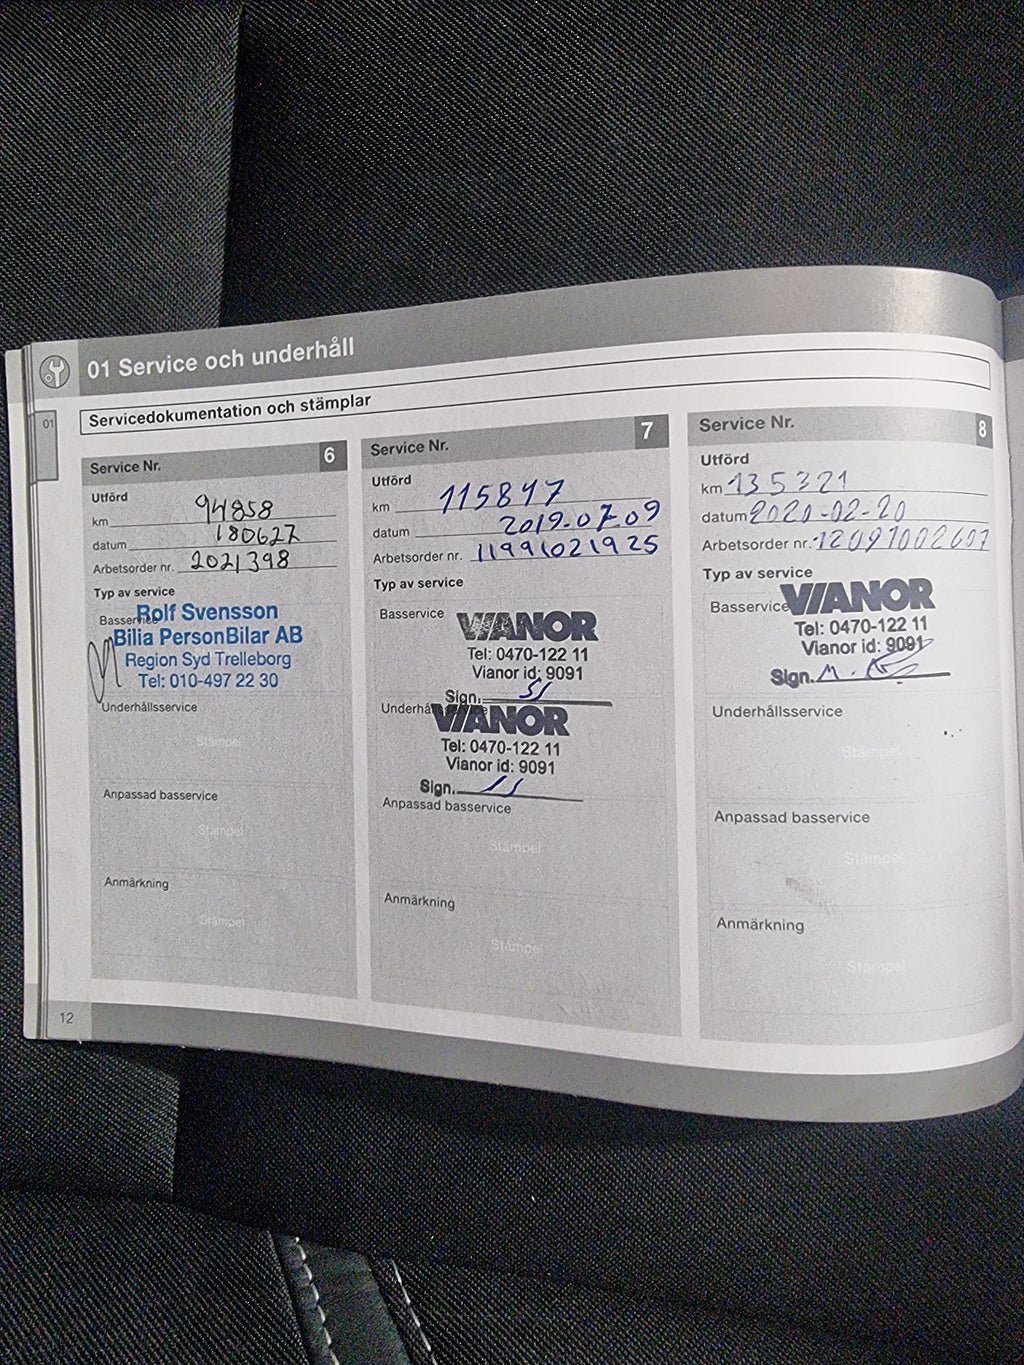 01 Service och underhåll
01
Servicedokumentation och stämplar
Service Nr. 6
Utförd
km 94858
datum 180627
Arbetsorder nr. 2021398
Typ av service
Basservice
Rolf Svensson
Bilia PersonBilar AB
Region Syd Trelleborg
Tel: 010-497 22 30
Underhållsservice
Stämpel
Anpassad basservice
Stämpel
Anmärkning
Stämpel
12
Service Nr. 7
Utförd
km 115847
datum 2019-07-09
Arbetsorder nr. 11991021925
Typ av service
Basservice
VIANOR
Tel: 0470-122 11
Vianor id: 9091
Sign.
VIANOR
Tel: 0470-122 11
Vianor id: 9091
Sign.
Anpassad basservice
Stämpel
Anmärkning
Stämpel
Service Nr. 8
Utförd
km 135321
datum 2020-02-20
Arbetsorder nr. 12091002607
Typ av service
Basservice
VIANOR
Tel: 0470-122 11
Vianor id: 9091
Sign.
Underhållsservice
Stämpel
Anpassad basservice
Stämpel
Anmärkning
Stämpel